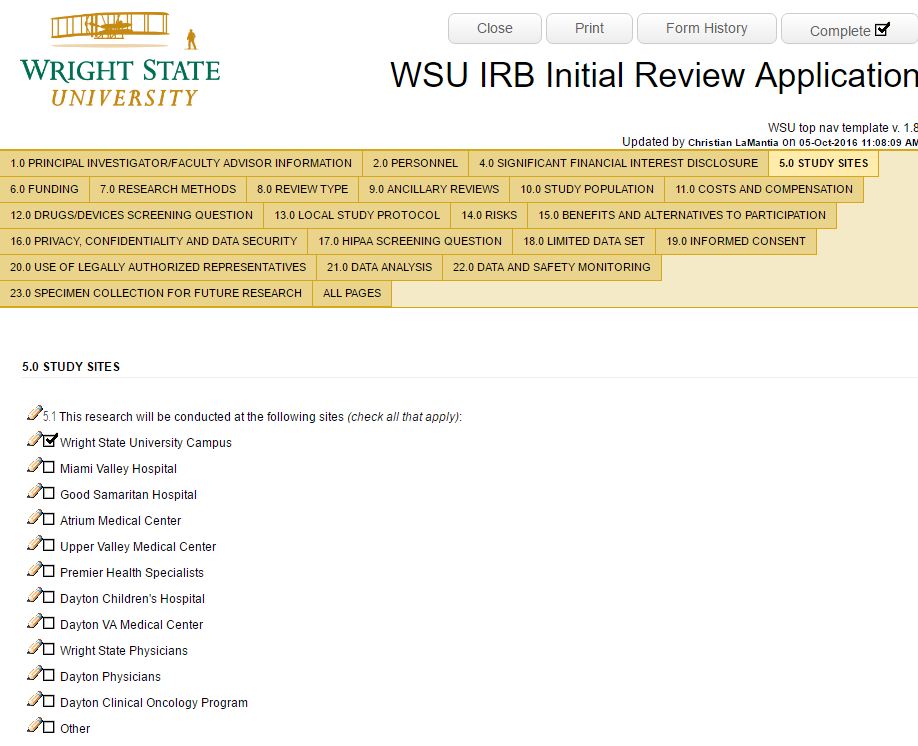 Close Print Form History Complete
WRIGHT STATE
UNIVERSITY
WSU IRB Initial Review Application
WSU top nav template v. 1.8
Updated by Christian LaMantia on 05-Oct-2016 11:08:09 AM
1.0 PRINCIPAL INVESTIGATOR/FACULTY ADVISOR INFORMATION 2.0 PERSONNEL 4.0 SIGNIFICANT FINANCIAL INTEREST DISCLOSURE 5.0 STUDY SITES
6.0 FUNDING 7.0 RESEARCH METHODS 8.0 REVIEW TYPE 9.0 ANCILLARY REVIEWS 10.0 STUDY POPULATION 11.0 COSTS AND COMPENSATION
12.0 DRUGS/DEVICES SCREENING QUESTION 13.0 LOCAL STUDY PROTOCOL 14.0 RISKS 15.0 BENEFITS AND ALTERNATIVES TO PARTICIPATION
16.0 PRIVACY, CONFIDENTIALITY AND DATA SECURITY 17.0 HIPAA SCREENING QUESTION 18.0 LIMITED DATA SET 19.0 INFORMED CONSENT
20.0 USE OF LEGALLY AUTHORIZED REPRESENTATIVES 21.0 DATA ANALYSIS 22.0 DATA AND SAFETY MONITORING
23.0 SPECIMEN COLLECTION FOR FUTURE RESEARCH ALL PAGES
5.0 STUDY SITES
5.1 This research will be conducted at the following sites (check all that apply):
Wright State University Campus
Miami Valley Hospital
Good Samaritan Hospital
Atrium Medical Center
Upper Valley Medical Center
Premier Health Specialists
Dayton Children's Hospital
Dayton VA Medical Center
Wright State Physicians
Dayton Physicians
Dayton Clinical Oncology Program
Other